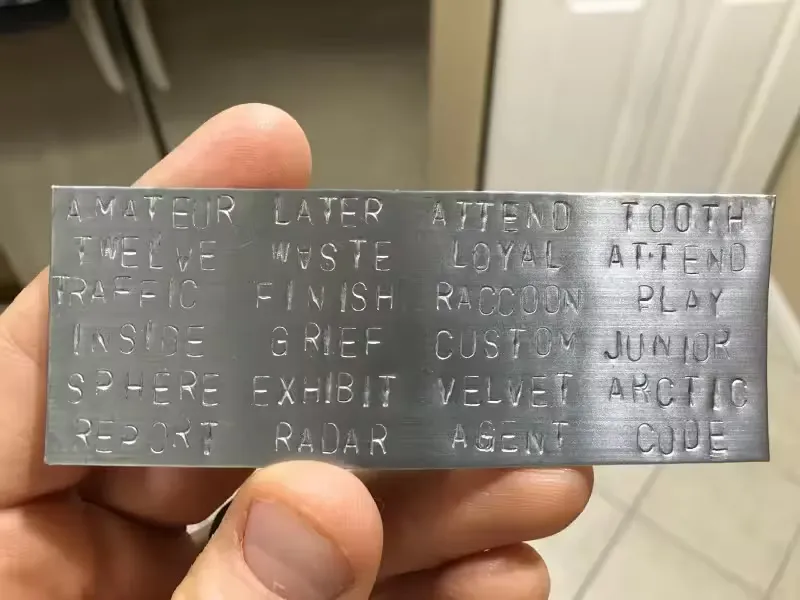 AMATEUR LATER ATTEND TOOTH
TWELVE WASTE LOYAL ATTEND
TRAFFIC FINISH RACCOON PLAY
INSIDE GRIEF CUSTOM JUNIOR
SPHERE EXHIBIT VELVET ARCTIC
REPORT RADAR AGENT CODE